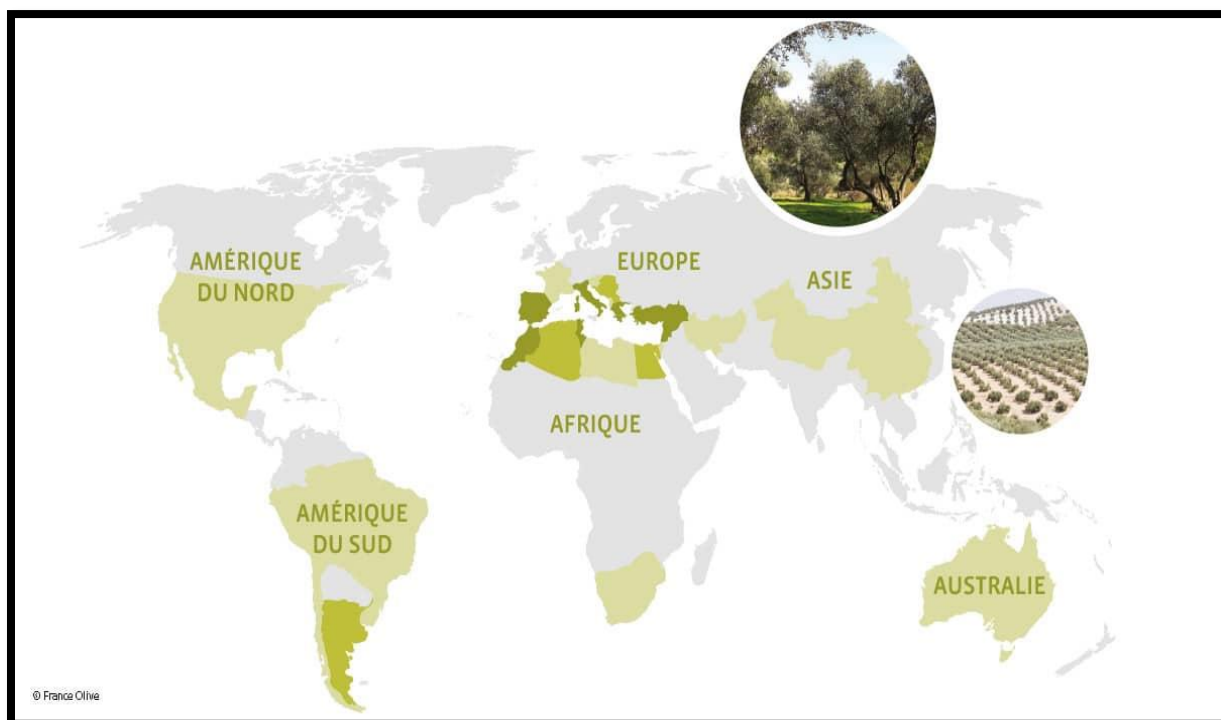 AMÉRIQUE
DU NORD
EUROPE
ASIE
AFRIQUE
AMÉRIQUE
DU SUD
AUSTRALIE
© France Olive